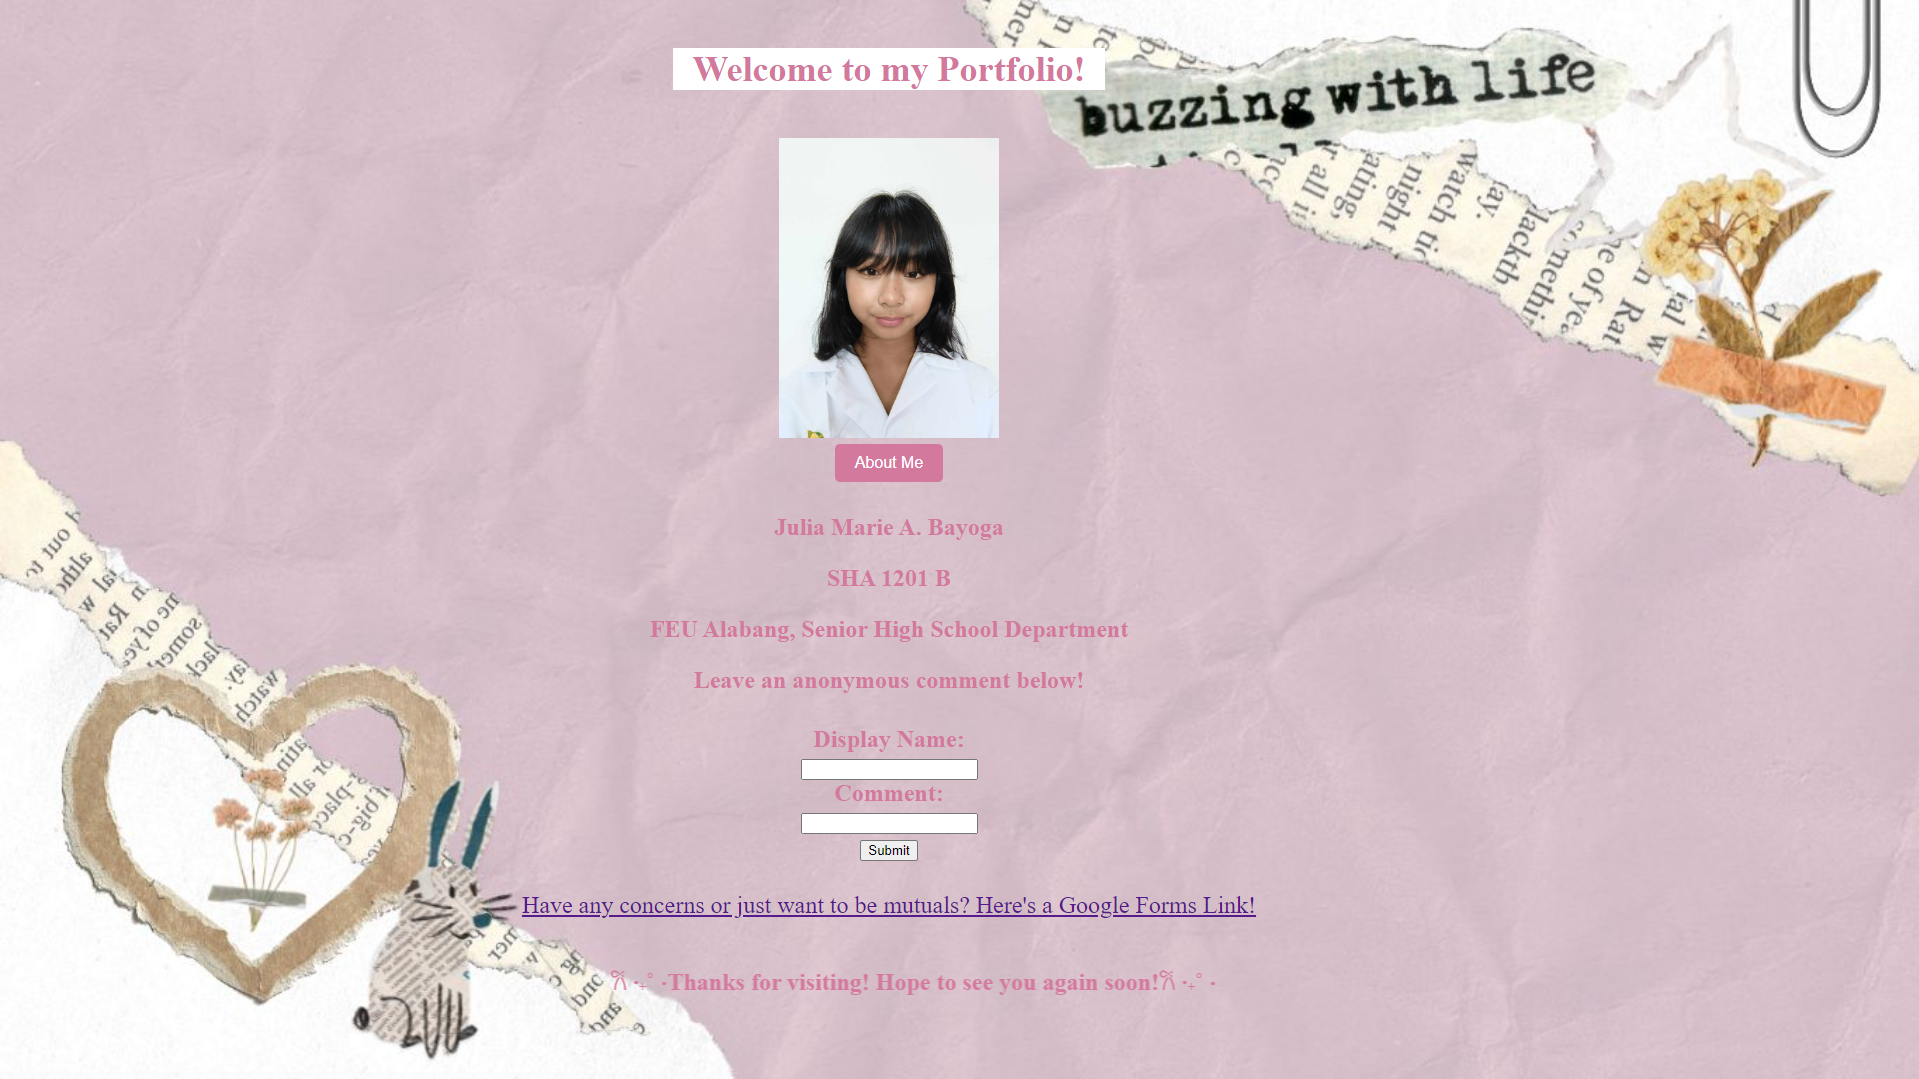 Welcome to my Portfolio!
buzzing with life
About Me
Julia Marie A. Bayoga
SHA 1201 B
FEU Alabang, Senior High School Department
Leave an anonymous comment below!
Display Name:
Comment:
Submit
Have any concerns or just want to be mutuals? Here's a Google Forms Link!
Thanks for visiting! Hope to see you again soon!